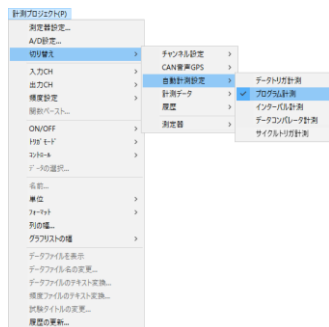 計測プロジェクト(P)
測定器設定...
A/D設定...
切り替え
入力CH
出力CH
頻度設定
関数ペースト...
ON/OFF
トリガモード
コントロール
データの選択...
名前...
単位
フォーマット
列の幅...
グラフリストの幅
データファイルを表示
データファイル名の変更...
データファイルのテキスト変換...
頻度ファイルのテキスト変換...
試験タイトルの変更...
履歴の更新...
チャンネル設定
CAN音声GPS
自動計測設定
計測データ
履歴
測定器
データトリガ計測
プログラム計測
インターバル計測
データコンパレータ計測
サイクルトリガ計測